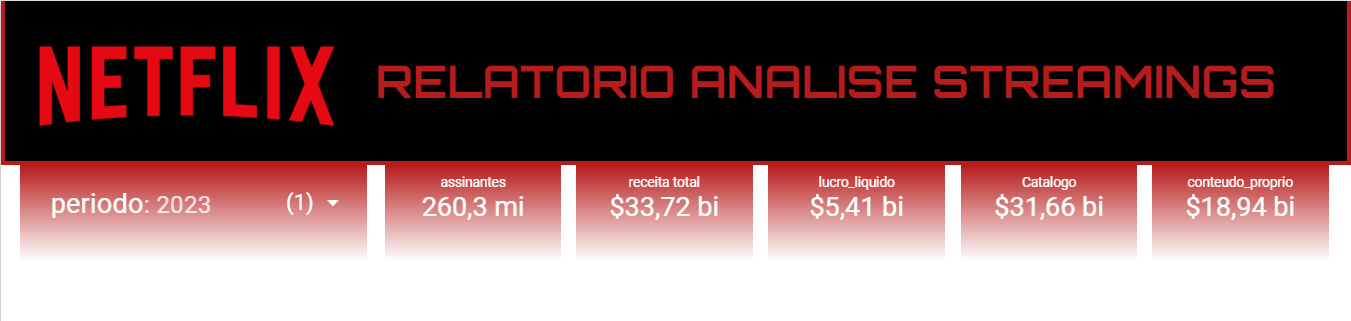 NETFLIX
RELATORIO ANALISE STREAMINGS
periodo: 2023 (1)
assinantes
260,3 mi
receita total
$33,72 bi
lucro_liquido
$5,41 bi
Catalogo
$31,66 bi
conteudo_proprio
$18,94 bi